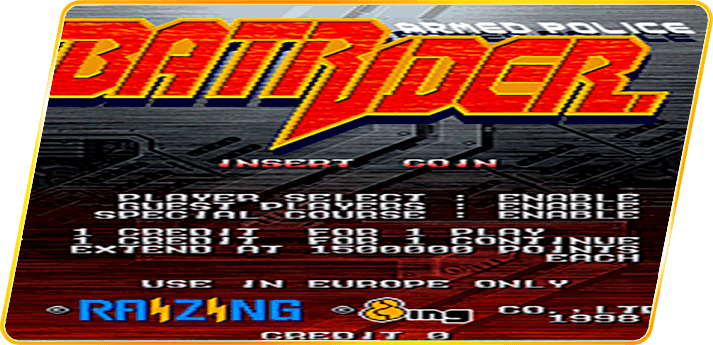 ARMED POLICE
BATRIDER
INSERT COIN
PLAYER SELECT : ENABLE
GUEST PLAYERS : ENABLE
SPECIAL COURSE : ENABLE
1 CREDIT FOR 1 PLAY
1 CREDIT FOR 1 CONTINUE
EXTEND AT 1500000 POINTS
EACH
USE IN EUROPE ONLY
© RAIZING © 8ing CO.,LTD
1998
CREDIT 0